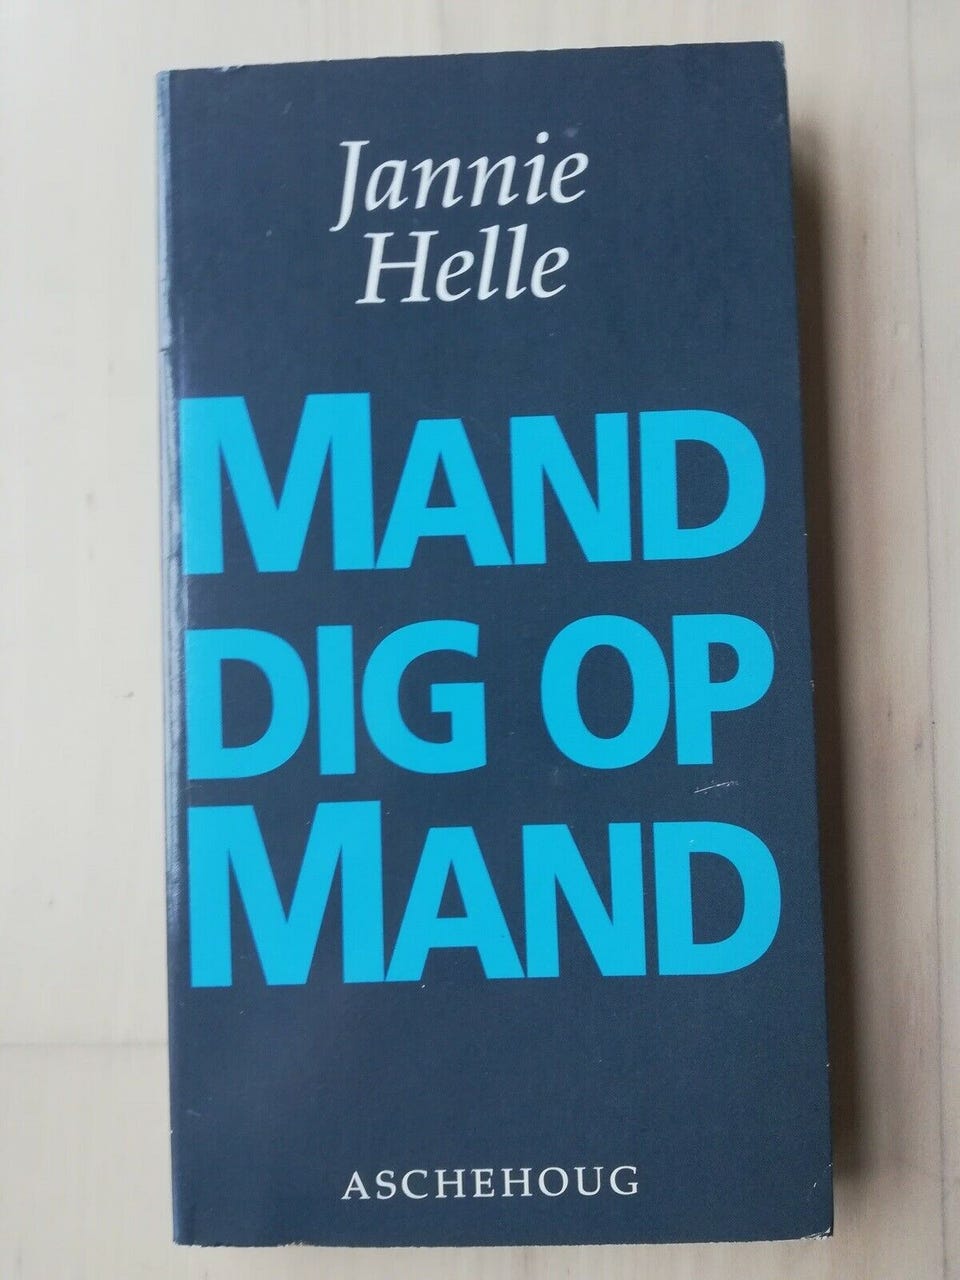 Jannie
Helle
MAND
DIG OP
MAND
ASCHEHOUG